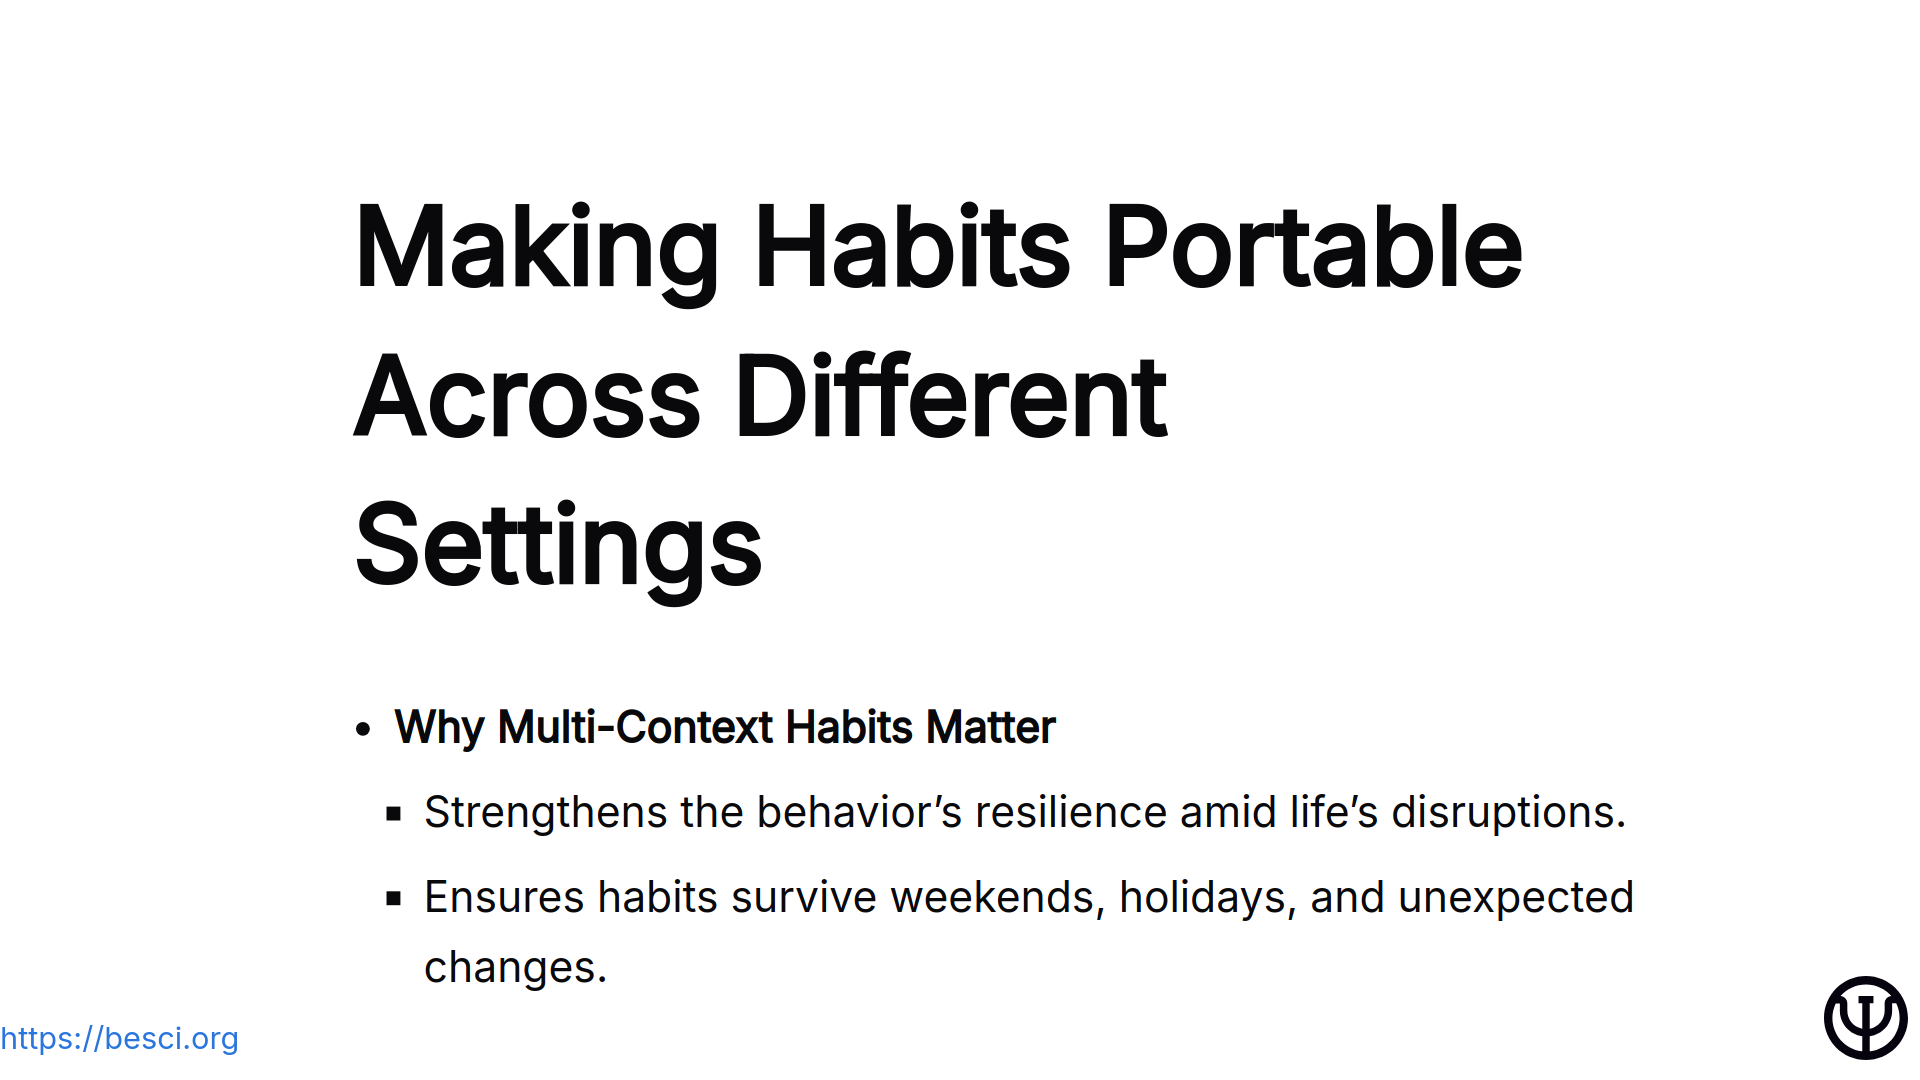 Making Habits Portable
Across Different
Settings
• Why Multi-Context Habits Matter
▪ Strengthens the behavior’s resilience amid life’s disruptions.
▪ Ensures habits survive weekends, holidays, and unexpected
changes.
https://besci.org